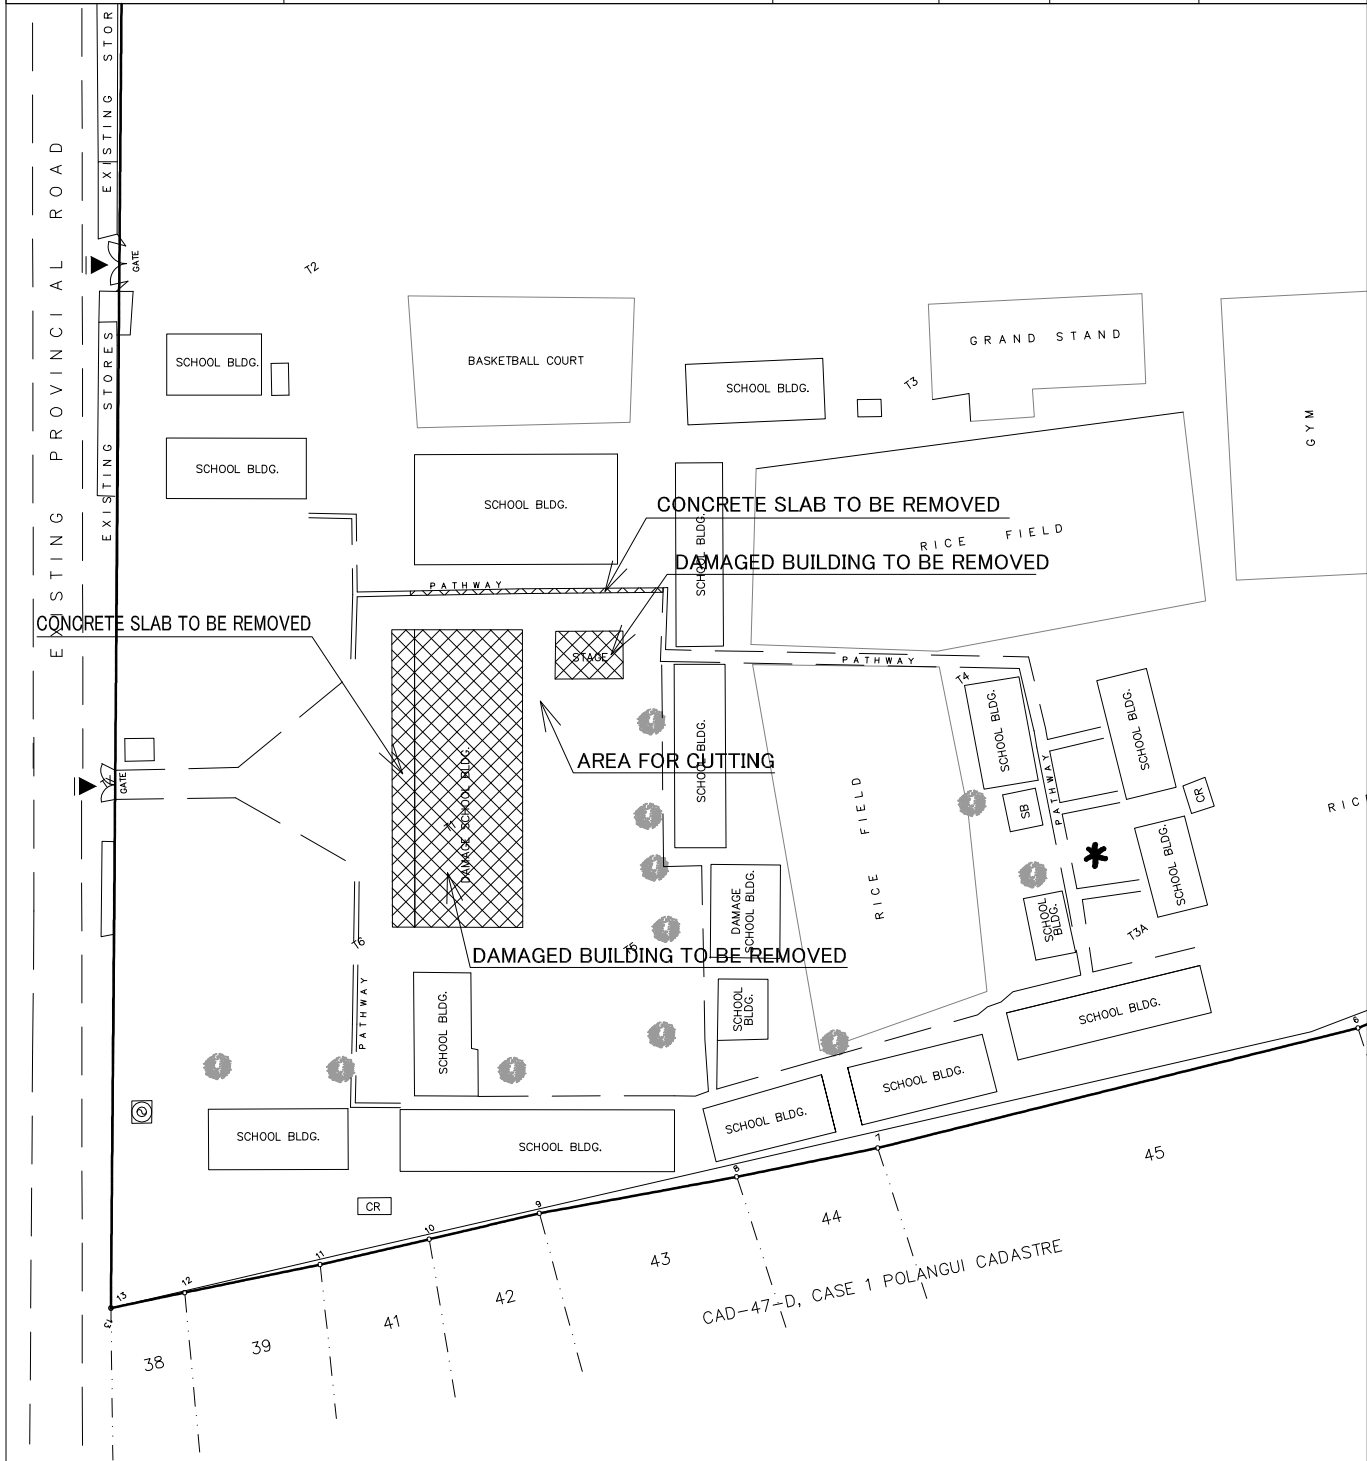 EXISTING STOR
EXISTING PROVINCIAL ROAD
GATE
T2
EXISTING STORES
SCHOOL BLDG.
BASKETBALL COURT
SCHOOL BLDG.
T3
GRAND STAND
GYM
SCHOOL BLDG.
SCHOOL BLDG.
CONCRETE SLAB TO BE REMOVED
SCHOOL BLDG.
RICE FIELD
DAMAGED BUILDING TO BE REMOVED
PATHWAY
CONCRETE SLAB TO BE REMOVED
STAGE
PATHWAY
T4
SCHOOL BLDG.
SCHOOL BLDG.
SCHOOL BLDG.
AREA FOR CUTTING
DAMAGE SCHOOL BLDG.
GATE
PATHWAY
RICE FIELD
SB
CR
RIC
SCHOOL BLDG.
DAMAGE
SCHOOL BLDG.
SCHOOL
BLDG.
T3A
T6
T5
DAMAGED BUILDING TO BE REMOVED
PATHWAY
SCHOOL BLDG.
SCHOOL
BLDG.
SCHOOL BLDG.
SCHOOL BLDG.
SCHOOL BLDG.
SCHOOL BLDG.
SCHOOL BLDG.
CR
6
7
8
9
10
11
12
13
13
45
44
43
42
41
39
38
CAD-47-D, CASE 1 POLANGUI CADASTRE